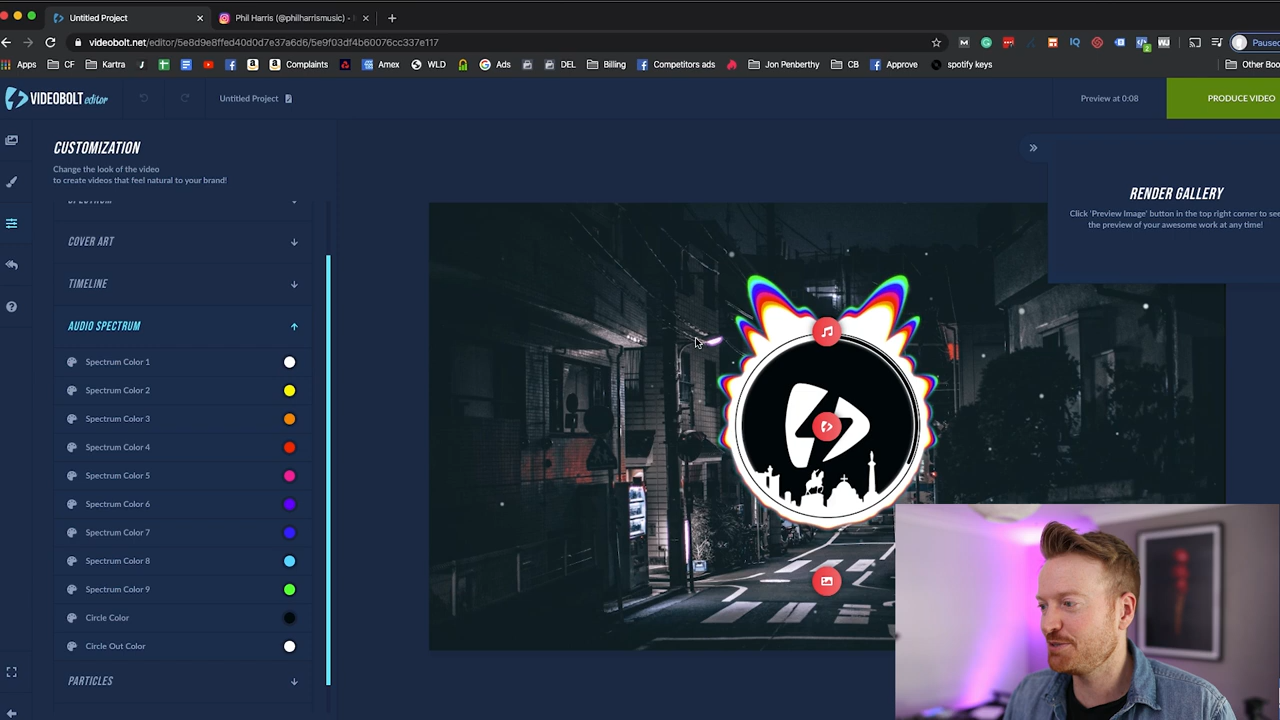 Untitled Project
Phil Harris (@philharrismusic) -
videobolt.net/editor/5e8d9e8ffed40d0d7e37a6d6/5e9f03df4b60076cc337e117
Paused
Apps
CF
Kartra
Complaints
Amex
WLD
Ads
DEL
Billing
Competitors ads
Jon Penberthy
CB
Approve
spotify keys
Other Boo
VIDEOBOLT editor
Untitled Project
Preview at 0:08
PRODUCE VIDEO
CUSTOMIZATION
Change the look of the video
to create videos that feel natural to your brand!
SPECTRUM
COVER ART
TIMELINE
AUDIO SPECTRUM
Spectrum Color 1
Spectrum Color 2
Spectrum Color 3
Spectrum Color 4
Spectrum Color 5
Spectrum Color 6
Spectrum Color 7
Spectrum Color 8
Spectrum Color 9
Circle Color
Circle Out Color
PARTICLES
RENDER GALLERY
Click 'Preview Image' button in the top right corner to see
the preview of your awesome work at any time!